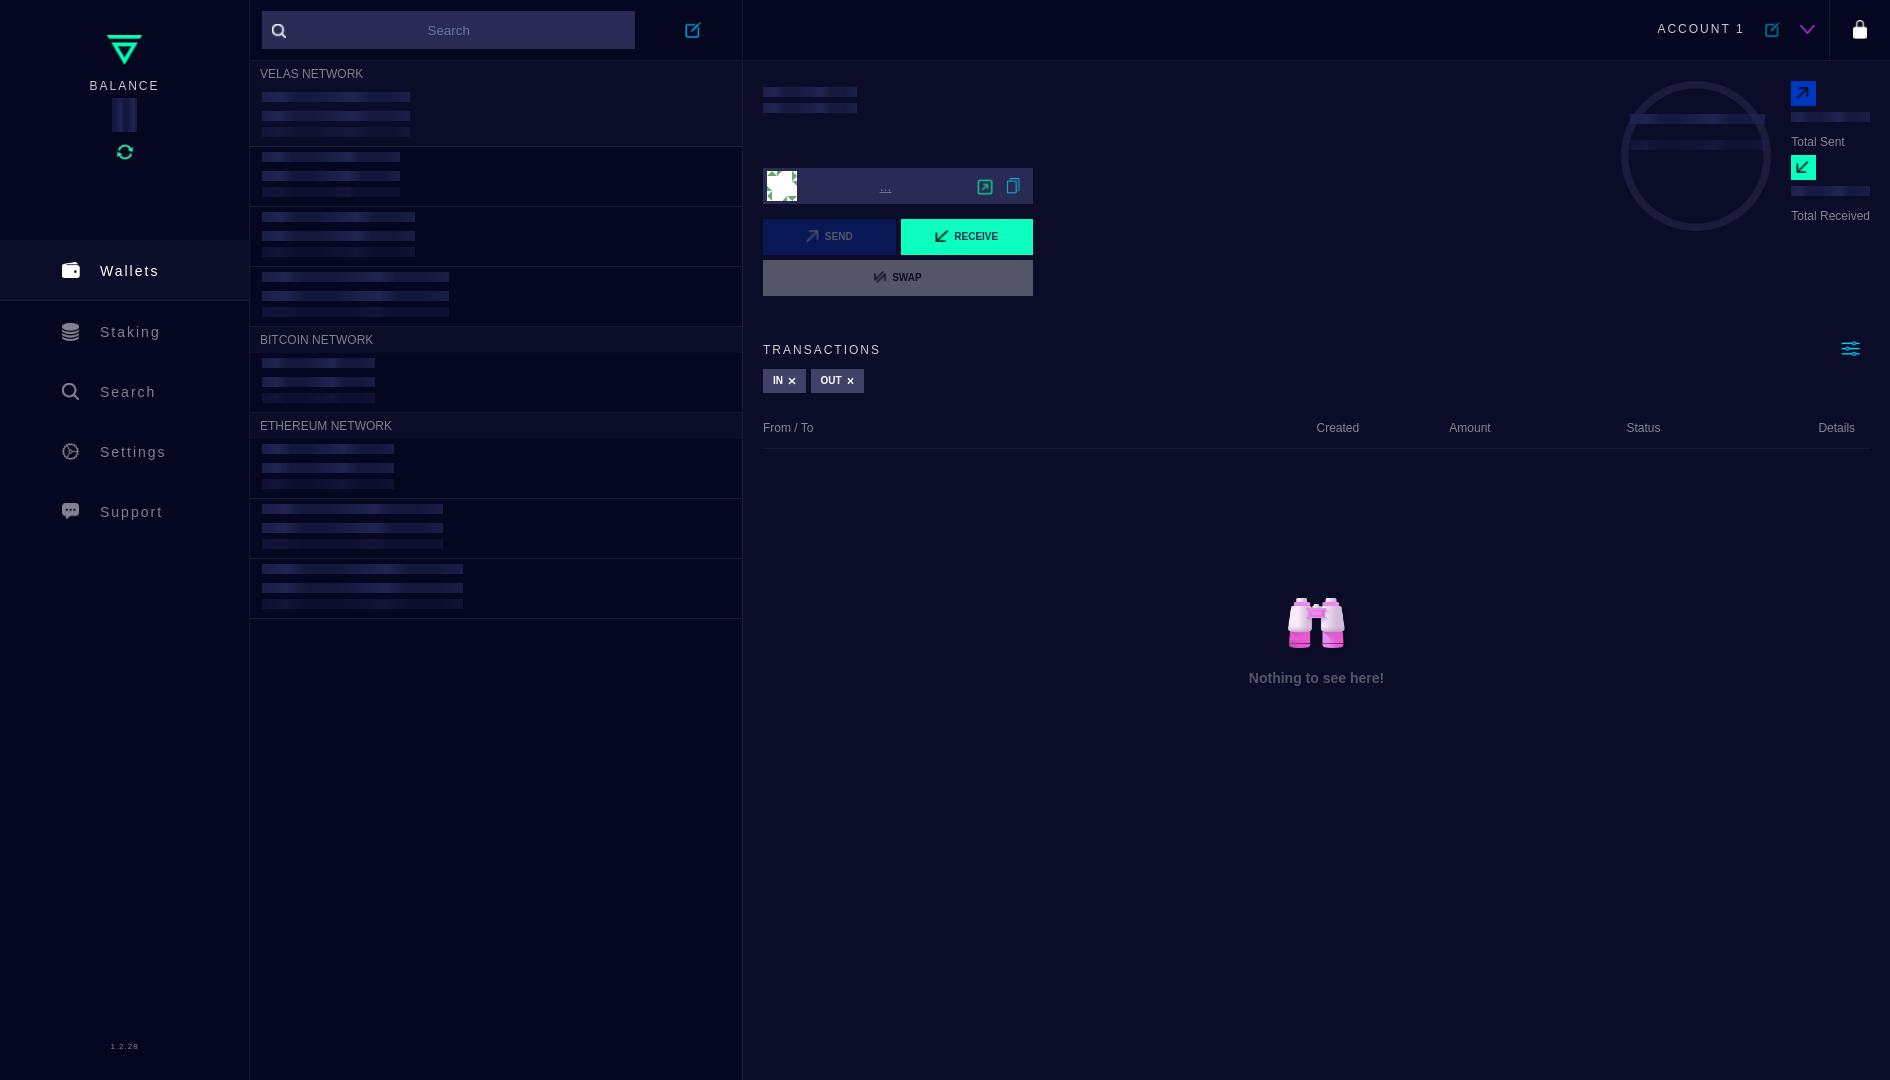 BALANCE
Wallets
Staking
Search
Settings
Support
1.2.28
Search
VELAS NETWORK
BITCOIN NETWORK
ETHEREUM NETWORK
ACCOUNT 1
Total Sent
Total Received
...
SEND
RECEIVE
SWAP
TRANSACTIONS
IN ×
OUT ×
From / To Created Amount Status Details
Nothing to see here!